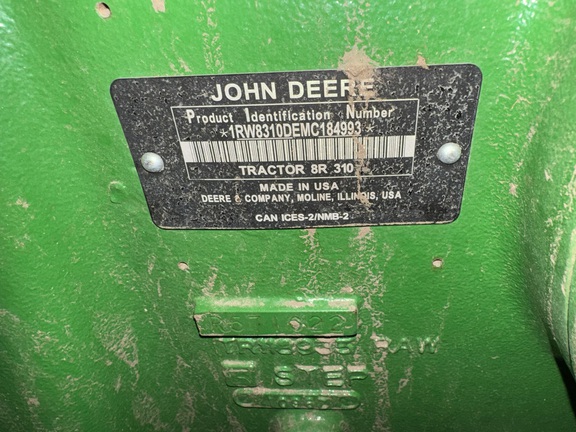 JOHN DEERE
Product Identification Number
*1RW8310DEMC184993*
TRACTOR 8R 310
MADE IN USA
DEERE & COMPANY, MOLINE, ILLINOIS, USA
CAN ICES-2/NMB-2
STEP